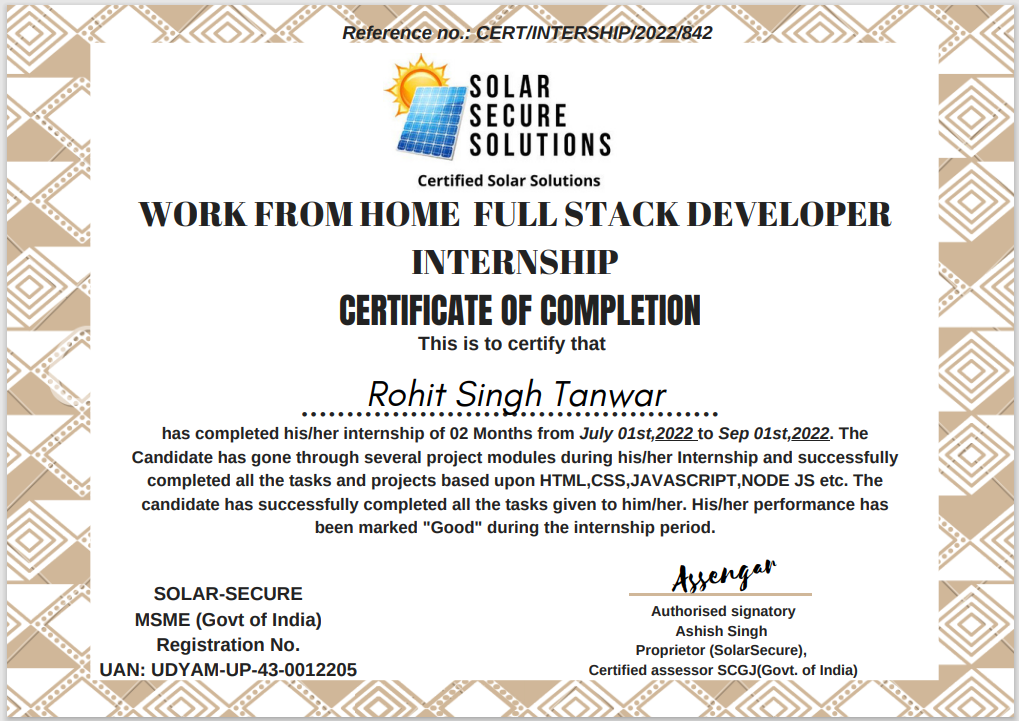 Reference no.: CERT/INTERSHIP/2022/842
SOLAR
SECURE
SOLUTIONS
Certified Solar Solutions
WORK FROM HOME FULL STACK DEVELOPER
INTERNSHIP
CERTIFICATE OF COMPLETION
This is to certify that
Rohit Singh Tanwar
has completed his/her internship of 02 Months from July 01st,2022 to Sep 01st,2022. The
Candidate has gone through several project modules during his/her Internship and successfully
completed all the tasks and projects based upon HTML,CSS,JAVASCRIPT,NODE JS etc. The
candidate has successfully completed all the tasks given to him/her. His/her performance has
been marked "Good" during the internship period.
SOLAR-SECURE
MSME (Govt of India)
Registration No.
UAN: UDYAM-UP-43-0012205
Assengar
Authorised signatory
Ashish Singh
Proprietor (SolarSecure),
Certified assessor SCGJ(Govt. of India)